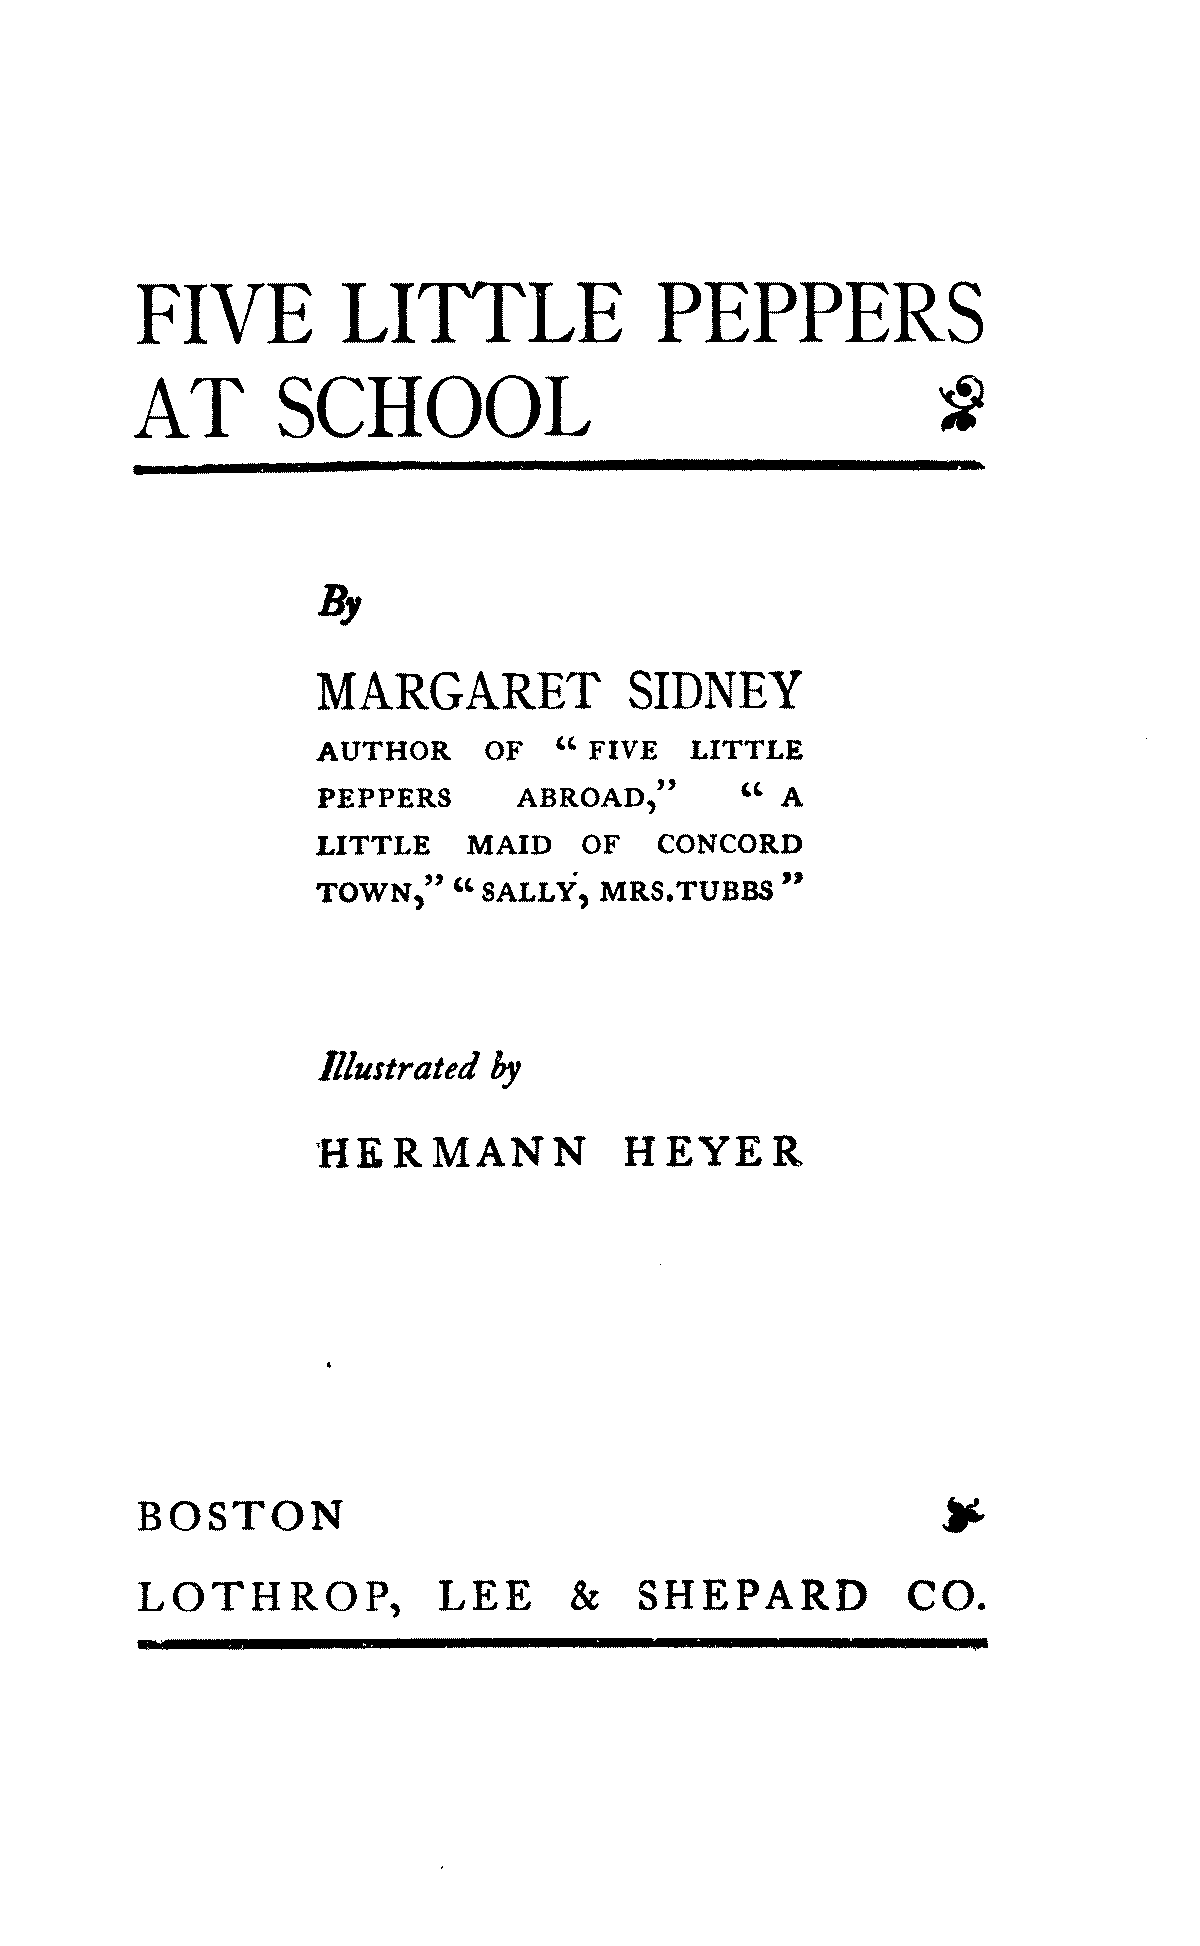 FIVE LITTLE PEPPERS
AT SCHOOL
By
MARGARET SIDNEY
AUTHOR OF “FIVE LITTLE
PEPPERS ABROAD,” “A
LITTLE MAID OF CONCORD
TOWN,” “SALLY, MRS. TUBBS”
Illustrated by
HERMANN HEYER
BOSTON
LOTHROP, LEE & SHEPARD CO.